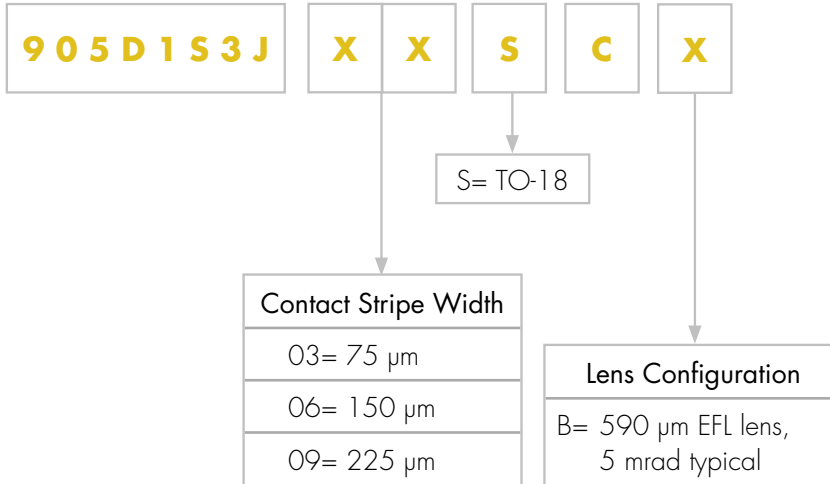 9 0 5 D 1 S 3 J X X S C X
S= TO-18
Contact Stripe Width
03= 75 µm
06= 150 µm
09= 225 µm
Lens Configuration
B= 590 µm EFL lens,
5 mrad typical